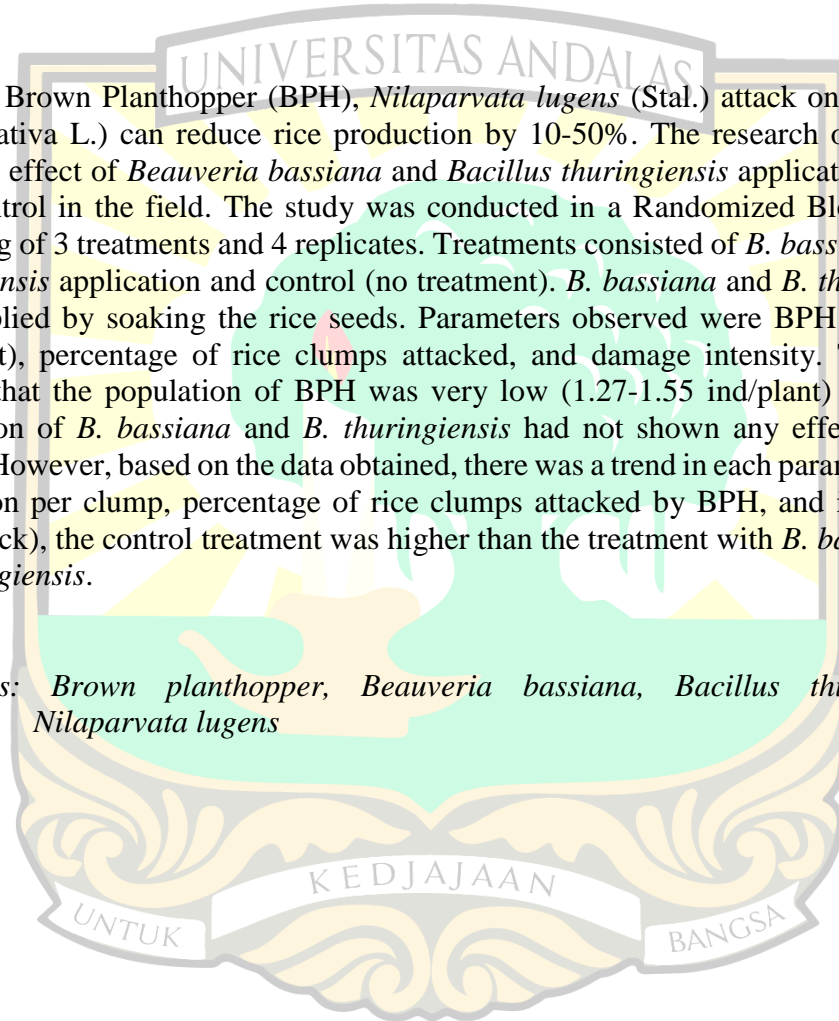 UNIVERSITAS ANDALAS
Brown Planthopper (BPH), Nilaparvata lugens (Stal.) attack on
ativa L.) can reduce rice production by 10-50%. The research o
effect of Beauveria bassiana and Bacillus thuringiensis applicat
ntrol in the field. The study was conducted in a Randomized Bl
g of 3 treatments and 4 replicates. Treatments consisted of B. bass
ensis application and control (no treatment). B. bassiana and B. th
plied by soaking the rice seeds. Parameters observed were BPH
t), percentage of rice clumps attacked, and damage intensity.
that the population of BPH was very low (1.27-1.55 ind/plant)
on of B. bassiana and B. thuringiensis had not shown any effe
However, based on the data obtained, there was a trend in each param
on per clump, percentage of rice clumps attacked by BPH, and
ck), the control treatment was higher than the treatment with B. ba
giensis.
s: Brown planthopper, Beauveria bassiana, Bacillus thu
Nilaparvata lugens
KEDJAJAAN
UNTUK BANGSA